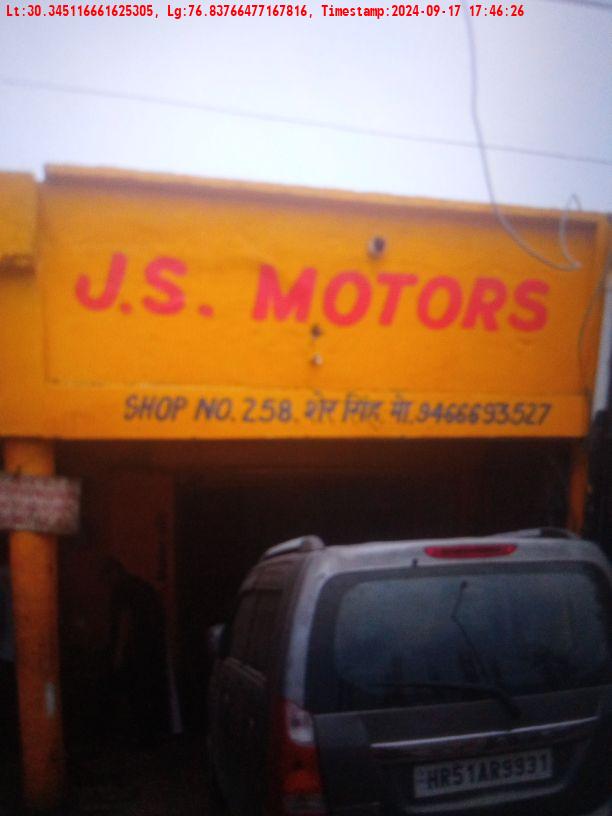 Lt:30.345116661625305, Lg:76.83766477167816, Timestamp:2024-09-17 17:46:26
J.S. MOTORS
SHOP NO. 258. शेर सिंह मो.9466693527
HR51AR9931